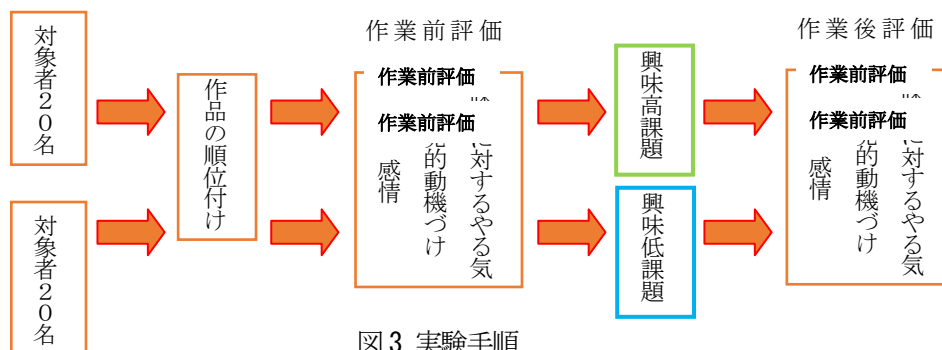 対象者20名
対象者20名
作品の順位付け
作業前評価
作業前評価
作業前評価
に対するやる気
的動機づけ
感情
興味高課題
興味低課題
作業後評価
作業前評価
作業前評価
に対するやる気
的動機づけ
感情
図3 実験手順